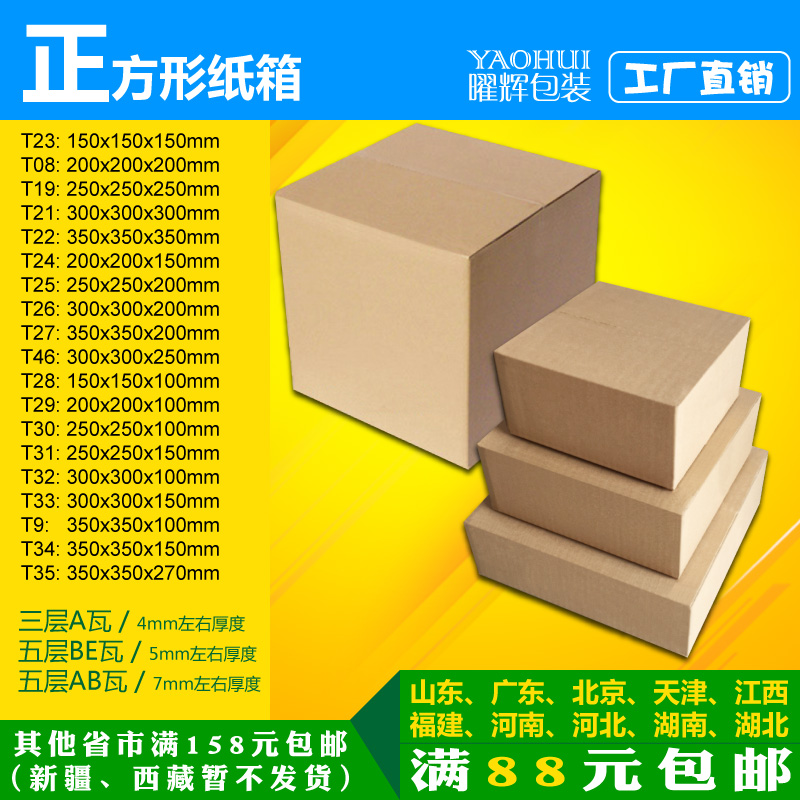 正方形纸箱
YAOHUI
曜辉包装
工厂直销
T23: 150x150x150mm
T08: 200x200x200mm
T19: 250x250x250mm
T21: 300x300x300mm
T22: 350x350x350mm
T24: 200x200x150mm
T25: 250x250x200mm
T26: 300x300x200mm
T27: 350x350x200mm
T46: 300x300x250mm
T28: 150x150x100mm
T29: 200x200x100mm
T30: 250x250x100mm
T31: 250x250x150mm
T32: 300x300x100mm
T33: 300x300x150mm
T9: 350x350x100mm
T34: 350x350x150mm
T35: 350x350x270mm
三层A瓦 / 4mm左右厚度
五层BE瓦 / 5mm左右厚度
五层AB瓦 / 7mm左右厚度
其他省市满158元包邮
(新疆、西藏暂不发货)
山东、广东、北京、天津、江西
福建、河南、河北、湖南、湖北
满88元包邮